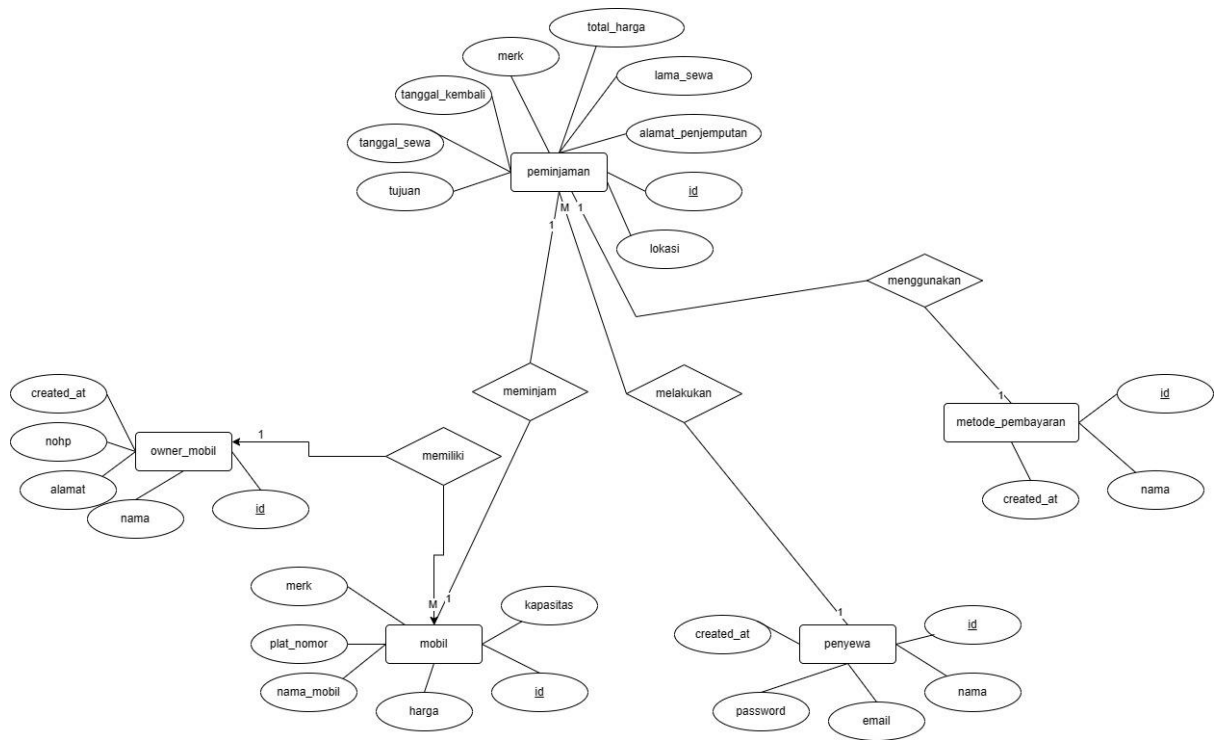 total_harga
merk
lama_sewa
tanggal_kembali
alamat_penjemputan
tanggal_sewa
peminjaman
tujuan
id
M
1
1
lokasi
menggunakan
meminjam
melakukan
created_at
id
1
metode_pembayaran
nohp
1
owner_mobil
memiliki
alamat
nama
id
created_at
nama
merk
M
1
kapasitas
plat_nomor
mobil
nama_mobil
id
harga
1
id
created_at
penyewa
nama
password
email